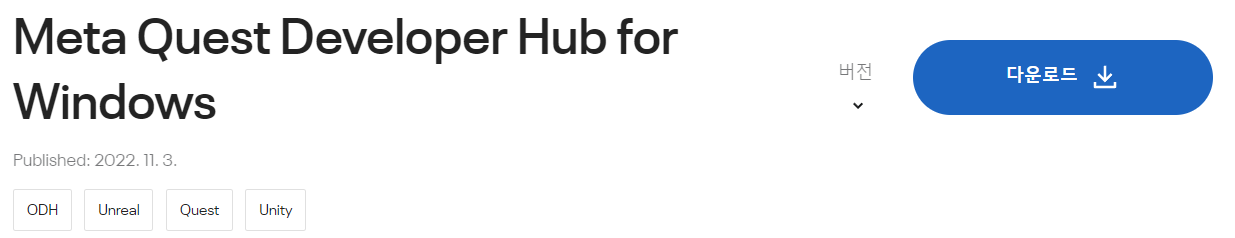 Meta Quest Developer Hub for
Windows
버전
다운로드
Published: 2022. 11. 3.
ODH
Unreal
Quest
Unity